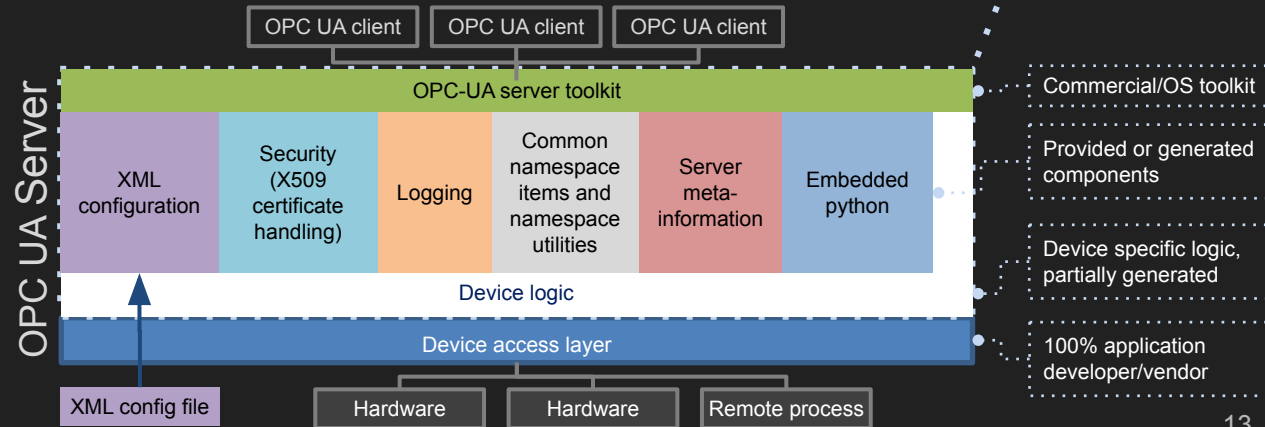 OPC UA client
OPC UA client
OPC UA client
OPC UA Server
OPC-UA server toolkit
XML
configuration
Security
(X509
certificate
handling)
Logging
Common
namespace
items and
namespace
utilities
Server
meta-
information
Embedded
python
Device logic
Device access layer
XML config file
Hardware
Hardware
Remote process
Commercial/OS toolkit
Provided or generated
components
Device specific logic,
partially generated
100% application
developer/vendor
13